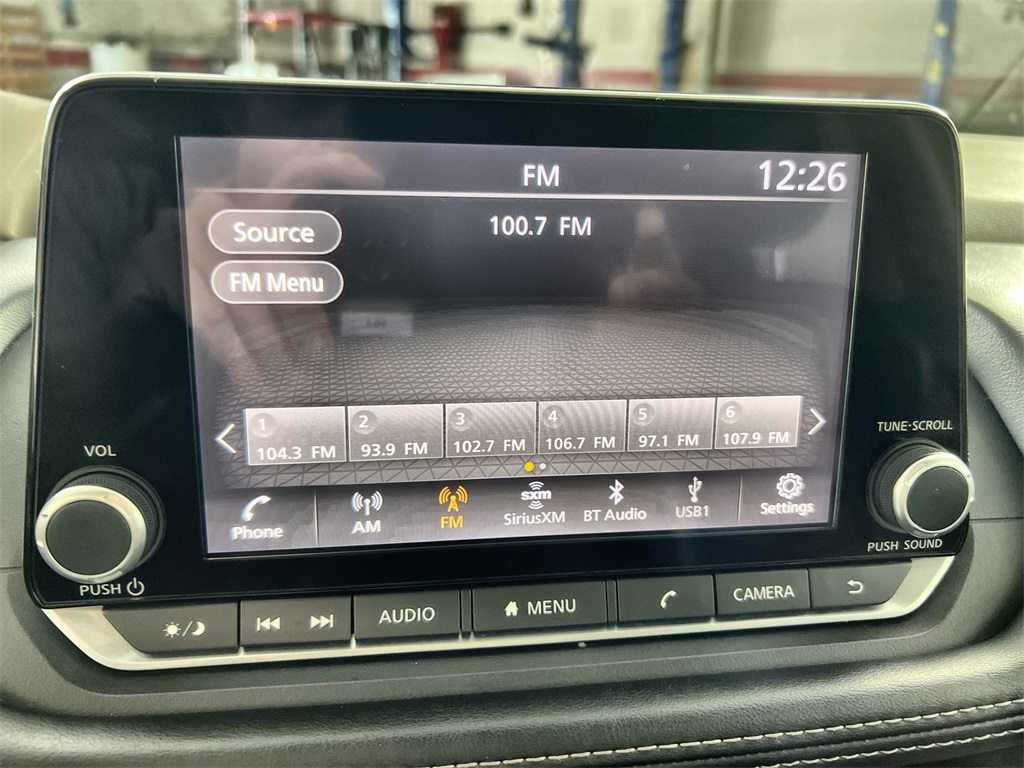 FM
12:26
Source
100.7 FM
FM Menu
1
104.3 FM
2
93.9 FM
3
102.7 FM
4
106.7 FM
5
97.1 FM
6
107.9 FM
VOL
TUNE·SCROLL
Phone
AM
FM
sxm
SiriusXM
BT Audio
USB1
Settings
PUSH
PUSH SOUND
AUDIO
MENU
CAMERA